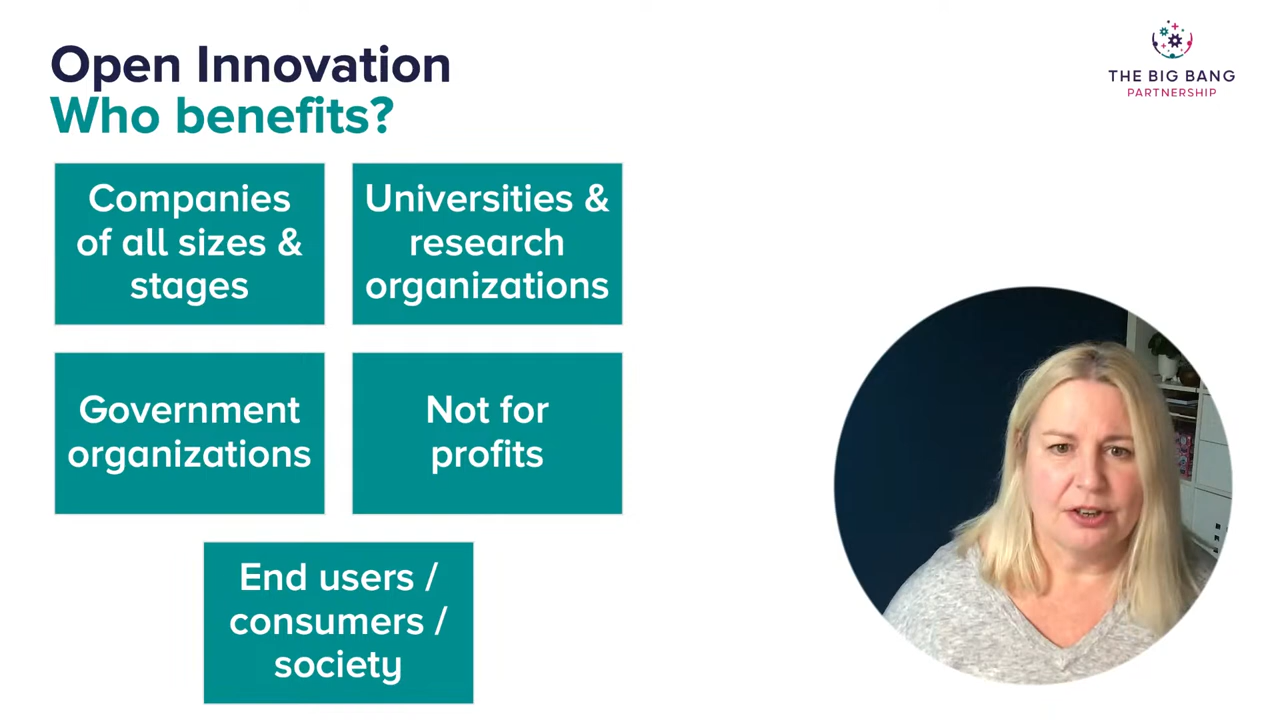 Open Innovation
Who benefits?
THE BIG BANG
PARTNERSHIP
Companies
of all sizes &
stages
Universities &
research
organizations
Government
organizations
Not for
profits
End users /
consumers /
society